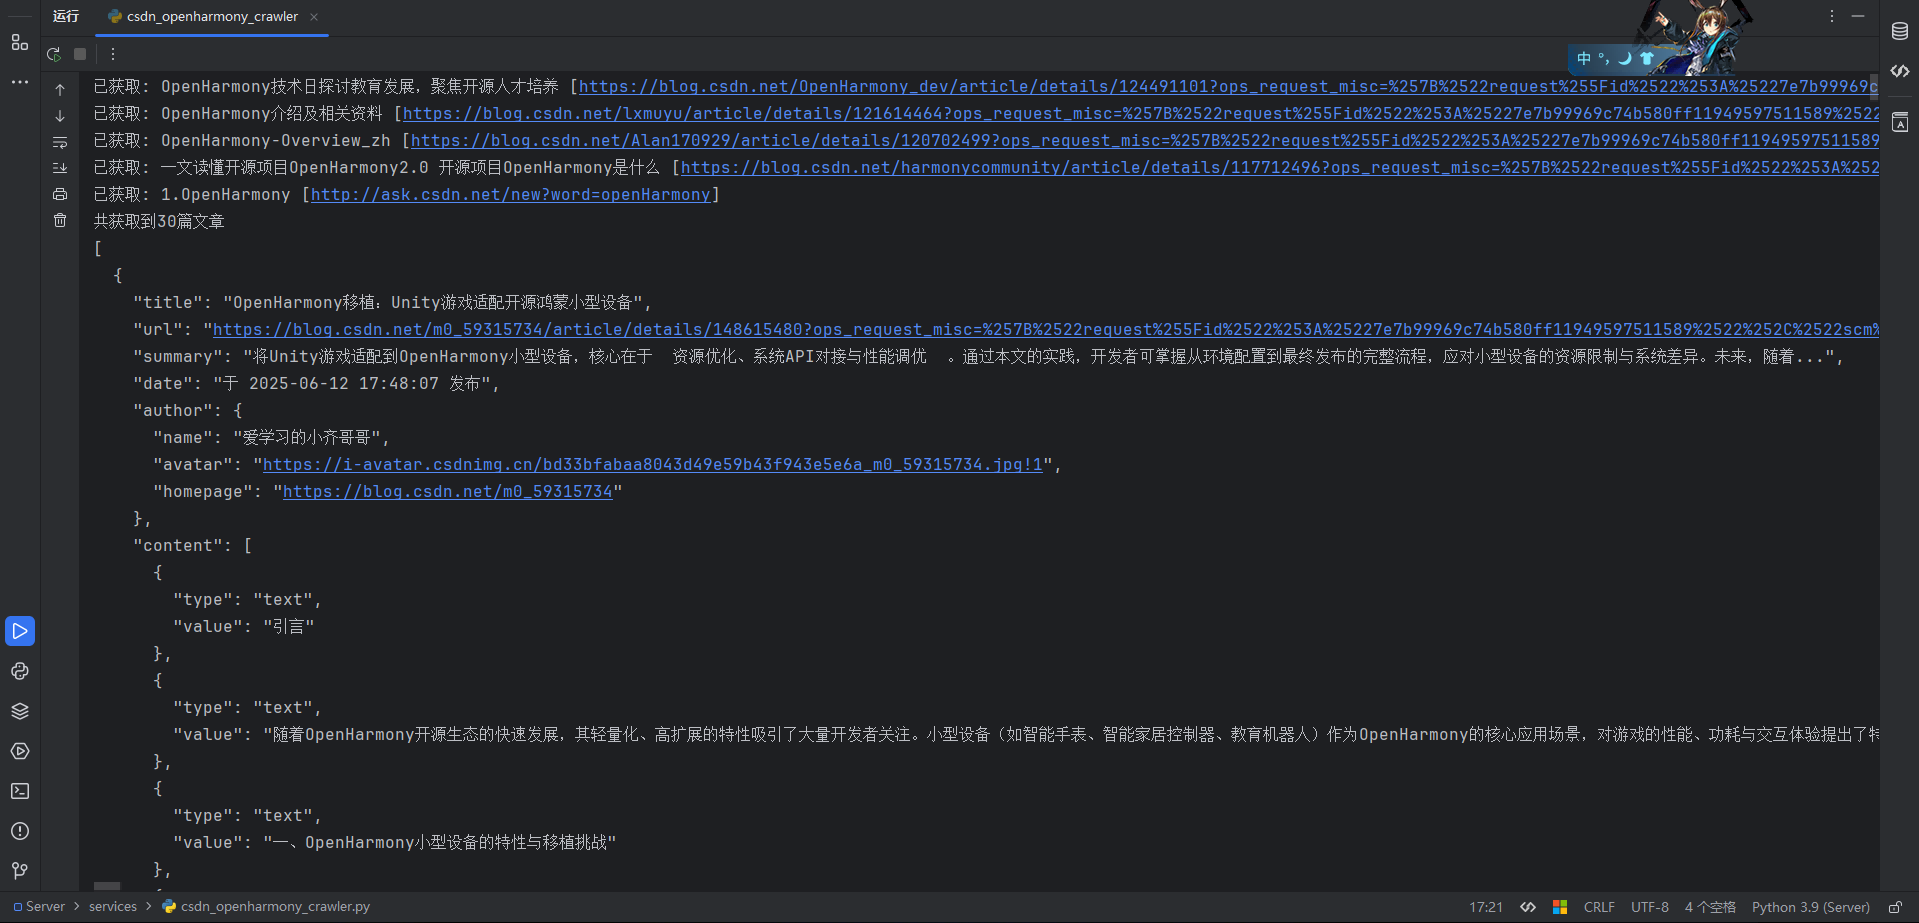 运行 csdn_openharmony_crawler
中
已获取: OpenHarmony技术日探讨教育发展，聚焦开源人才培养 [https://blog.csdn.net/OpenHarmony_dev/article/details/124491101?ops_request_misc=%257B%2522request%255Fid%2522%253A%25227e7b99969c
已获取: OpenHarmony介绍及相关资料 [https://blog.csdn.net/lxmuyu/article/details/121614464?ops_request_misc=%257B%2522request%255Fid%2522%253A%25227e7b99969c74b580ff11949597511589%2522
已获取: OpenHarmony-Overview_zh [https://blog.csdn.net/Alan170929/article/details/120702499?ops_request_misc=%257B%2522request%255Fid%2522%253A%25227e7b99969c74b580ff11949597511589
已获取: 一文读懂开源项目OpenHarmony2.0 开源项目OpenHarmony是什么 [https://blog.csdn.net/harmonycommunity/article/details/117712496?ops_request_misc=%257B%2522request%255Fid%2522%253A%252
已获取: 1.OpenHarmony [http://ask.csdn.net/new?word=openHarmony]
共获取到30篇文章
[
{
"title": "OpenHarmony移植：Unity游戏适配开源鸿蒙小型设备",
"url": "https://blog.csdn.net/m0_59315734/article/details/148615480?ops_request_misc=%257B%2522request%255Fid%2522%253A%25227e7b99969c74b580ff11949597511589%2522%252C%2522scm%
"summary": "将Unity游戏适配到OpenHarmony小型设备，核心在于 资源优化、系统API对接与性能调优 。通过本文的实践，开发者可掌握从环境配置到最终发布的完整流程，应对小型设备的资源限制与系统差异。未来，随着...",
"date": "于 2025-06-12 17:48:07 发布",
"author": {
"name": "爱学习的小齐哥哥",
"avatar": "https://i-avatar.csdnimg.cn/bd33bfabaa8043d49e59b43f943e5e6a_m0_59315734.jpg!1",
"homepage": "https://blog.csdn.net/m0_59315734"
},
"content": [
{
"type": "text",
"value": "引言"
},
{
"type": "text",
"value": "随着OpenHarmony开源生态的快速发展，其轻量化、高扩展的特性吸引了大量开发者关注。小型设备（如智能手表、智能家居控制器、教育机器人）作为OpenHarmony的核心应用场景，对游戏的性能、功耗与交互体验提出了特
},
{
"type": "text",
"value": "一、OpenHarmony小型设备的特性与移植挑战"
},
Server > services > csdn_openharmony_crawler.py 17:21 CRLF UTF-8 4 个空格 Python 3.9 (Server)